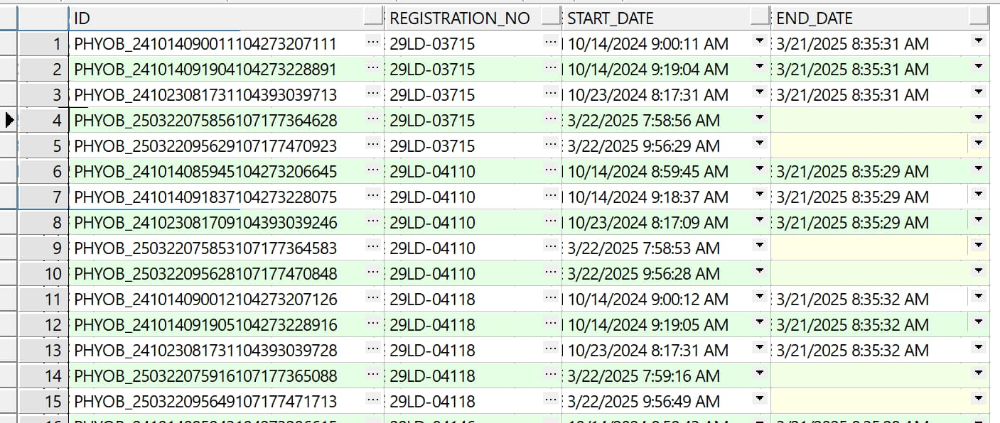 ID REGISTRATION_NO START_DATE END_DATE
1 PHYOB_241014090011104273207111 ... 29LD-03715 ... 10/14/2024 9:00:11 AM 3/21/2025 8:35:31 AM
2 PHYOB_241014091904104273228891 ... 29LD-03715 ... 10/14/2024 9:19:04 AM 3/21/2025 8:35:31 AM
3 PHYOB_241023081731104393039713 ... 29LD-03715 ... 10/23/2024 8:17:31 AM 3/21/2025 8:35:31 AM
4 PHYOB_250322075856107177364628 ... 29LD-03715 ... 3/22/2025 7:58:56 AM
5 PHYOB_250322095629107177470923 ... 29LD-03715 ... 3/22/2025 9:56:29 AM
6 PHYOB_241014085945104273206645 ... 29LD-04110 ... 10/14/2024 8:59:45 AM 3/21/2025 8:35:29 AM
7 PHYOB_241014091837104273228075 ... 29LD-04110 ... 10/14/2024 9:18:37 AM 3/21/2025 8:35:29 AM
8 PHYOB_241023081709104393039246 ... 29LD-04110 ... 10/23/2024 8:17:09 AM 3/21/2025 8:35:29 AM
9 PHYOB_250322075853107177364583 ... 29LD-04110 ... 3/22/2025 7:58:53 AM
10 PHYOB_250322095628107177470848 ... 29LD-04110 ... 3/22/2025 9:56:28 AM
11 PHYOB_241014090012104273207126 ... 29LD-04118 ... 10/14/2024 9:00:12 AM 3/21/2025 8:35:32 AM
12 PHYOB_241014091905104273228916 ... 29LD-04118 ... 10/14/2024 9:19:05 AM 3/21/2025 8:35:32 AM
13 PHYOB_241023081731104393039728 ... 29LD-04118 ... 10/23/2024 8:17:31 AM 3/21/2025 8:35:32 AM
14 PHYOB_250322075916107177365088 ... 29LD-04118 ... 3/22/2025 7:59:16 AM
15 PHYOB_250322095649107177471713 ... 29LD-04118 ... 3/22/2025 9:56:49 AM